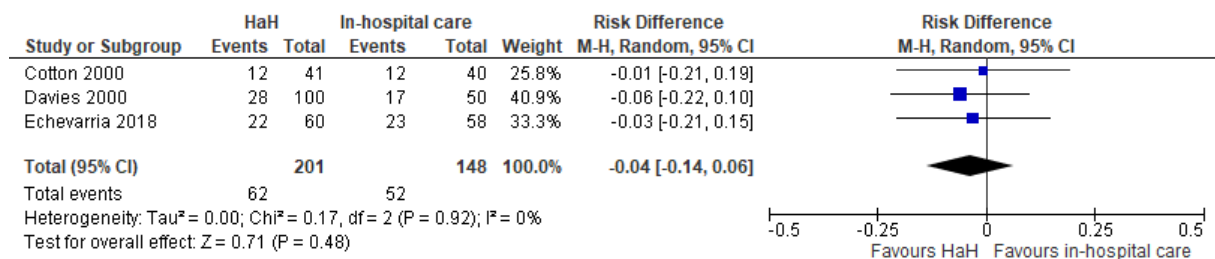 HaH In-hospital care Risk Difference Risk Difference
Study or Subgroup Events Total Events Total Weight M-H, Random, 95% CI M-H, Random, 95% CI
Cotton 2000 12 41 12 40 25.8% -0.01 [-0.21, 0.19]
Davies 2000 28 100 17 50 40.9% -0.06 [-0.22, 0.10]
Echevarria 2018 22 60 23 58 33.3% -0.03 [-0.21, 0.15]
Total (95% CI) 201 148 100.0% -0.04 [-0.14, 0.06]
Total events 62 52
Heterogeneity: Tau² = 0.00; Chi² = 0.17, df = 2 (P = 0.92); I² = 0%
Test for overall effect: Z = 0.71 (P = 0.48)
-0.5 -0.25 0 0.25 0.5
Favours HaH Favours in-hospital care